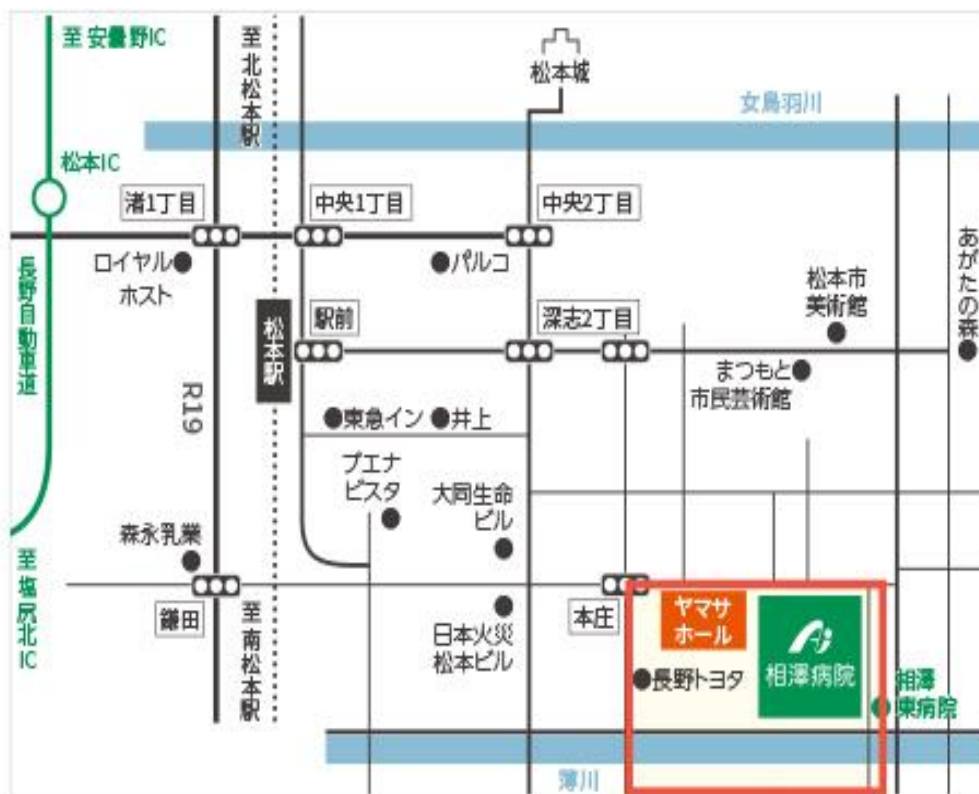 至 安曇野IC
至北松本駅
松本城
女鳥羽川
松本IC
渚1丁目
中央1丁目
中央2丁目
ロイヤル
ホスト
パルコ
あがたの森
長野自動車道
松本市
美術館
松本駅
駅前
深志2丁目
まつもと
市民芸術館
R19
東急イン
井上
ブエナ
ビスタ
大同生命
ビル
森永乳業
至塩尻北IC
鎌田
至南松本駅
日本火災
松本ビル
本庄
ヤマサ
ホール
長野トヨタ
相澤病院
相澤
東病院
薄川